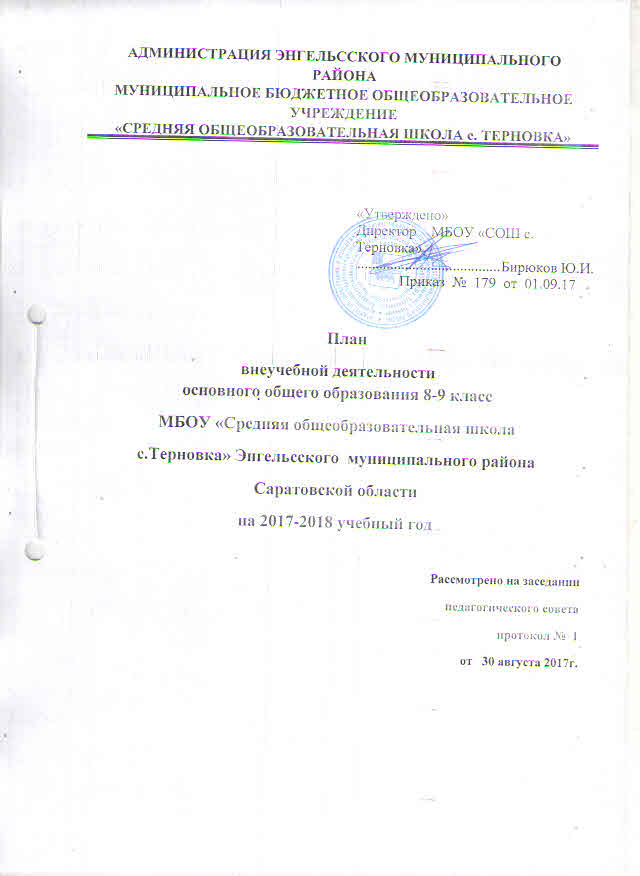 АДМИНИСТРАЦИЯ ЭНГЕЛЬССКОГО МУНИЦИПАЛЬНОГО
РАЙОНА
МУНИЦИПАЛЬНОЕ БЮДЖЕТНОЕ ОБЩЕОБРАЗОВАТЕЛЬНОЕ
УЧРЕЖДЕНИЕ
«СРЕДНЯЯ ОБЩЕОБРАЗОВАТЕЛЬНАЯ ШКОЛА с. ТЕРНОВКА»
«Утверждено»
Директор МБОУ «СОШ с.
Терновка»
......................................Бирюков Ю.И.
Приказ № 179 от 01.09.17
План
внеучебной деятельности
основного общего образования 8-9 класс
МБОУ «Средняя общеобразовательная школа
с.Терновка» Энгельсского муниципального района
Саратовской области
на 2017-2018 учебный год
Рассмотрено на заседании
педагогического совета
протокол № 1
от 30 августа 2017г.